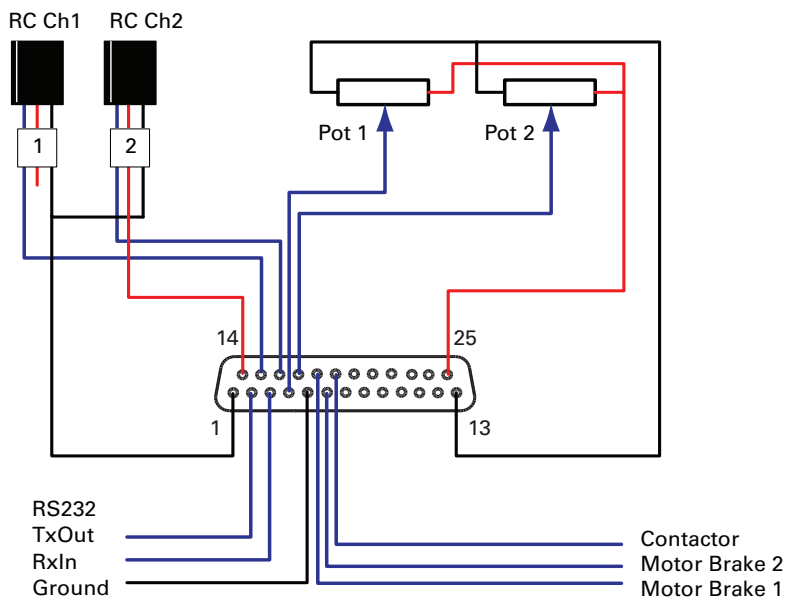 RC Ch1
RC Ch2
1
2
Pot 1
Pot 2
14
25
1
13
RS232
TxOut
RxIn
Ground
Contactor
Motor Brake 2
Motor Brake 1